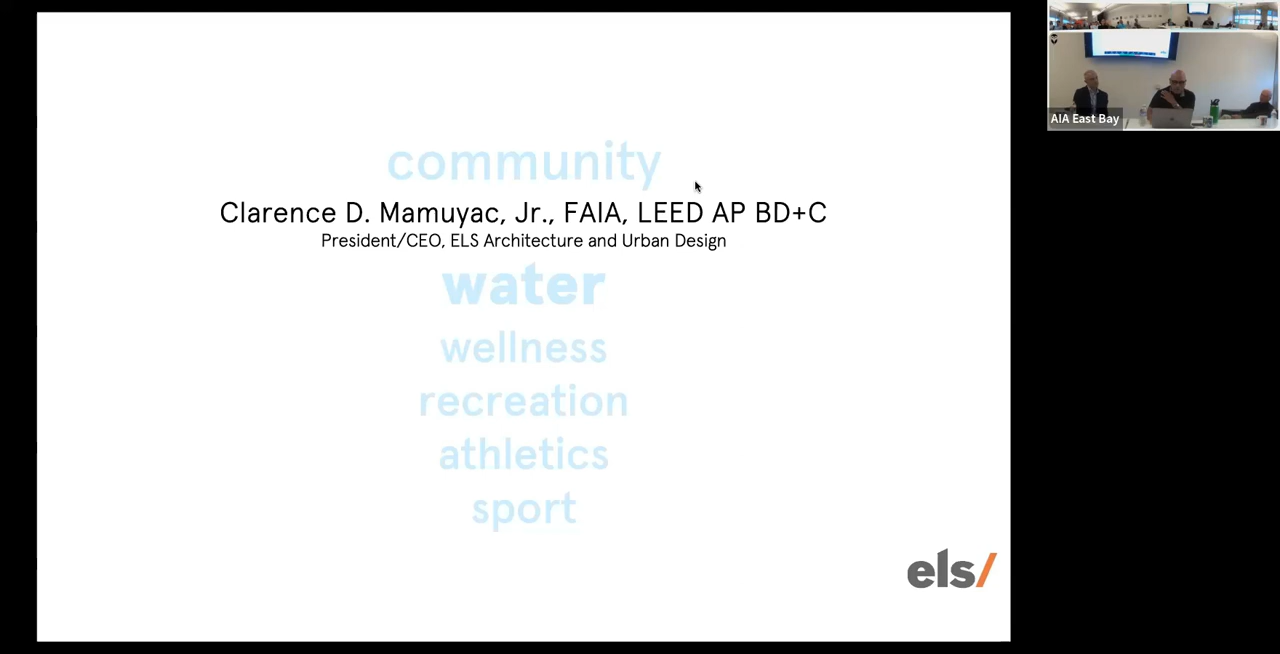 community
Clarence D. Mamuyac, Jr., FAIA, LEED AP BD+C
President/CEO, ELS Architecture and Urban Design
water
wellness
recreation
athletics
sport
els/
AIA East Bay